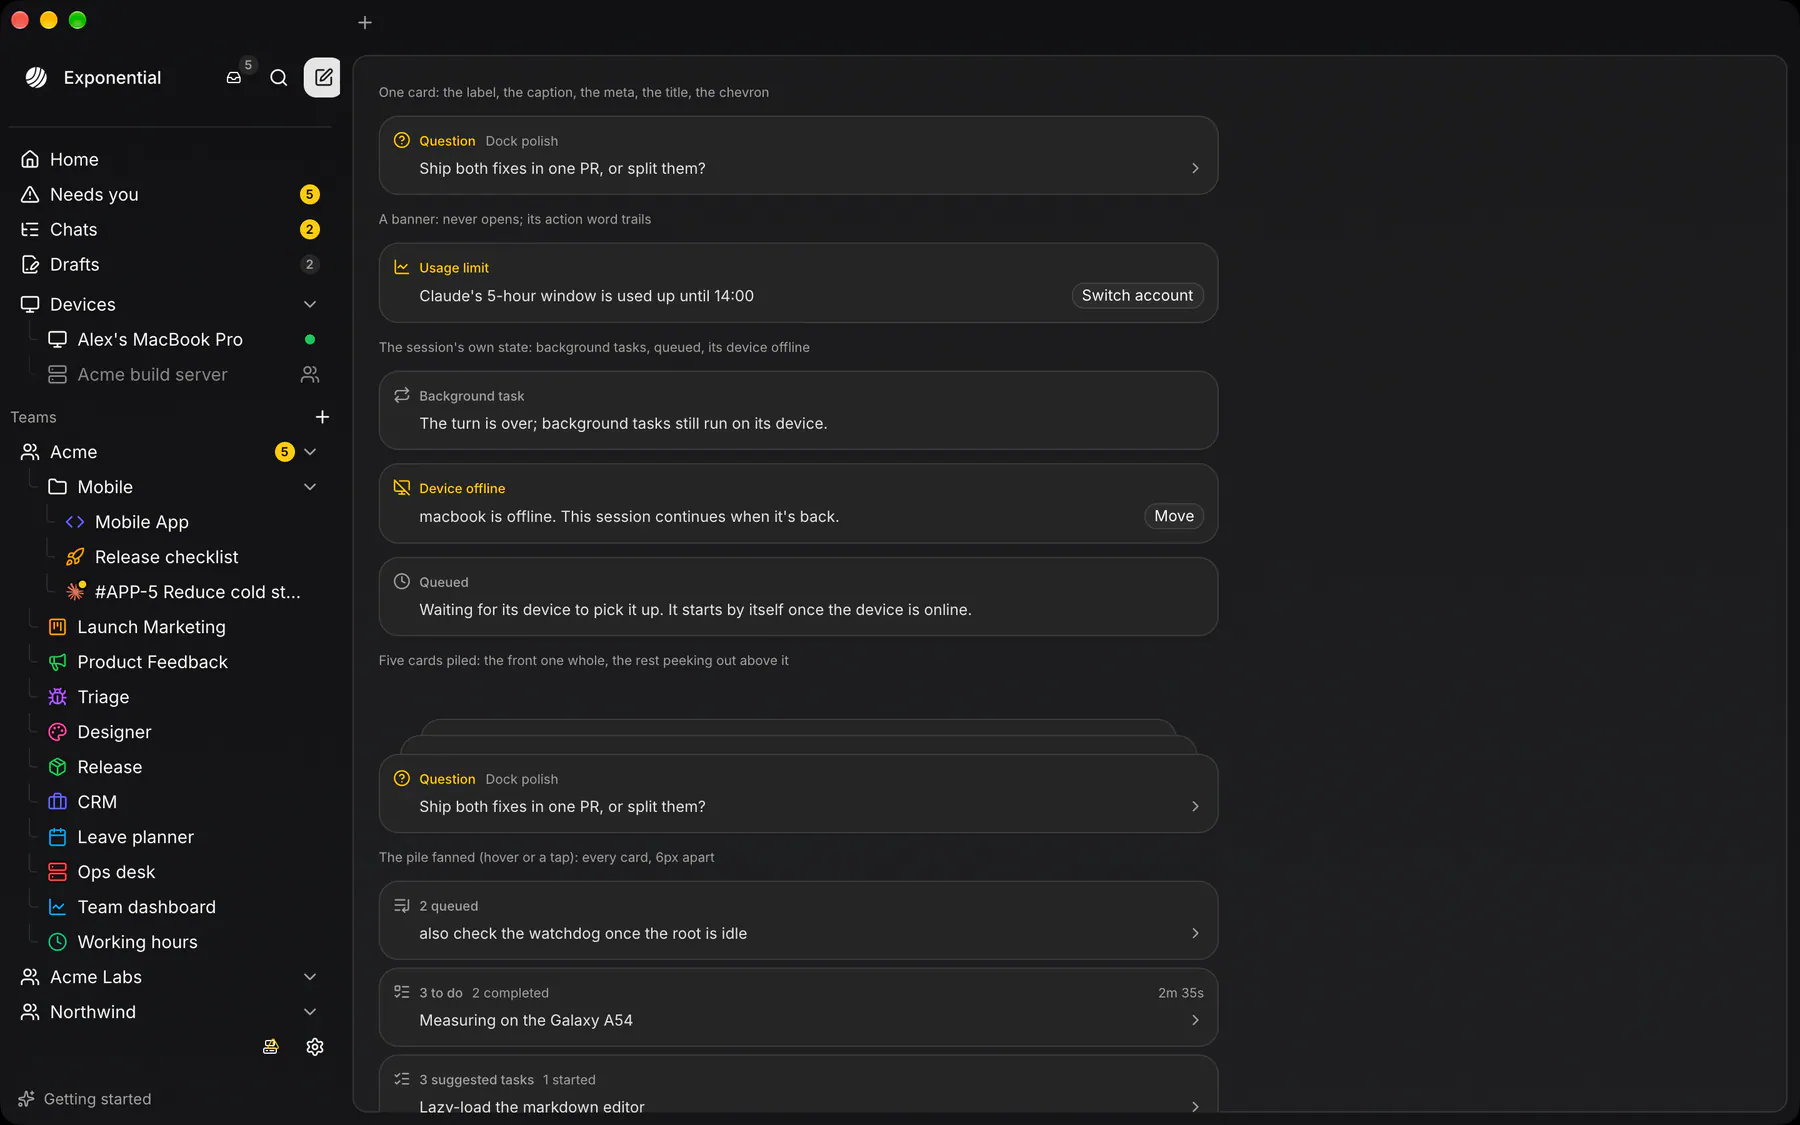 Exponential
5
Home
Needs you
5
Chats
2
Drafts
2
Devices
Alex's MacBook Pro
Acme build server
Teams
Acme
5
Mobile
Mobile App
Release checklist
#APP-5 Reduce cold st...
Launch Marketing
Product Feedback
Triage
Designer
Release
CRM
Leave planner
Ops desk
Team dashboard
Working hours
Acme Labs
Northwind
Getting started
One card: the label, the caption, the meta, the title, the chevron
Question Dock polish
Ship both fixes in one PR, or split them?
A banner: never opens; its action word trails
Usage limit
Claude's 5-hour window is used up until 14:00
Switch account
The session's own state: background tasks, queued, its device offline
Background task
The turn is over; background tasks still run on its device.
Device offline
macbook is offline. This session continues when it's back.
Move
Queued
Waiting for its device to pick it up. It starts by itself once the device is online.
Five cards piled: the front one whole, the rest peeking out above it
Question Dock polish
Ship both fixes in one PR, or split them?
The pile fanned (hover or a tap): every card, 6px apart
2 queued
also check the watchdog once the root is idle
3 to do 2 completed
2m 35s
Measuring on the Galaxy A54
3 suggested tasks 1 started
Lazy-load the markdown editor